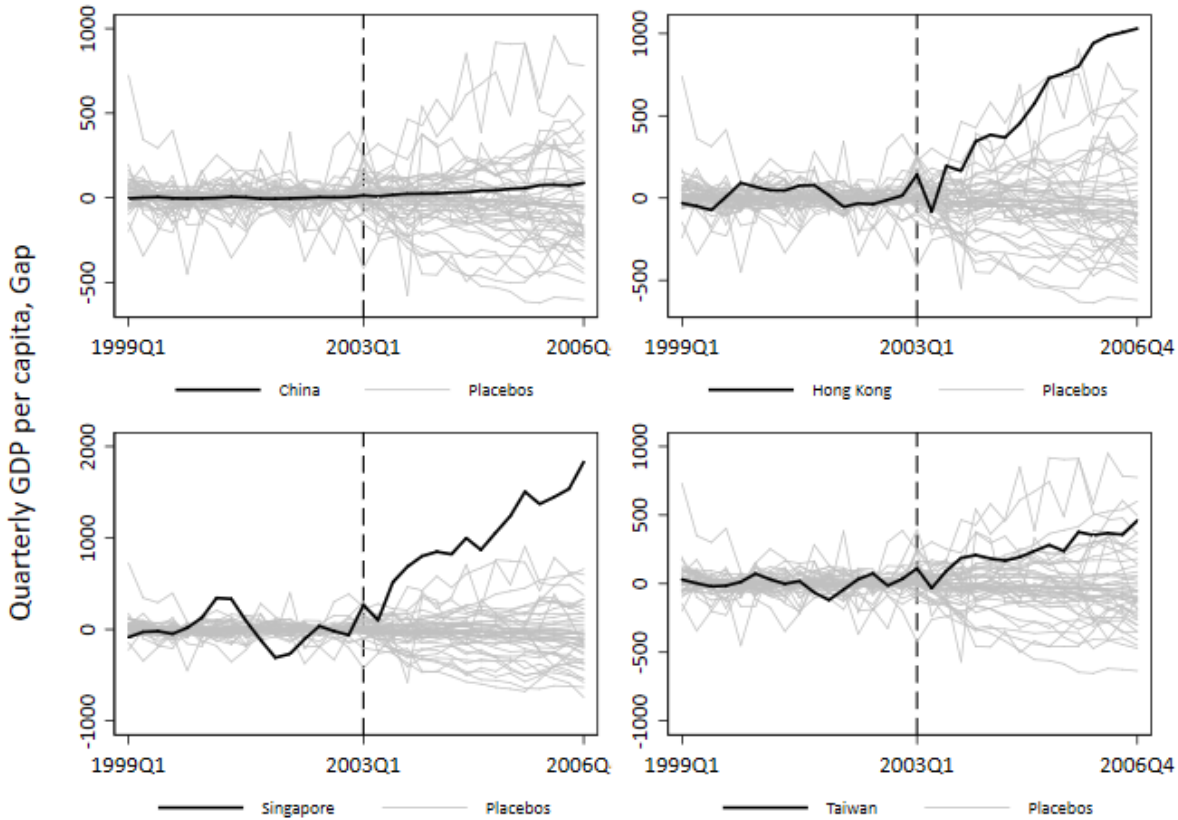 Quarterly GDP per capita, Gap
1000
500
0
-500
1999Q1 2003Q1 2006Q
China Placebos
1000
500
0
-500
1999Q1 2003Q1 2006Q4
Hong Kong Placebos
2000
1000
0
-1000
1999Q1 2003Q1 2006Q
Singapore Placebos
1000
500
0
-500
-1000
1999Q1 2003Q1 2006Q4
Taiwan Placebos